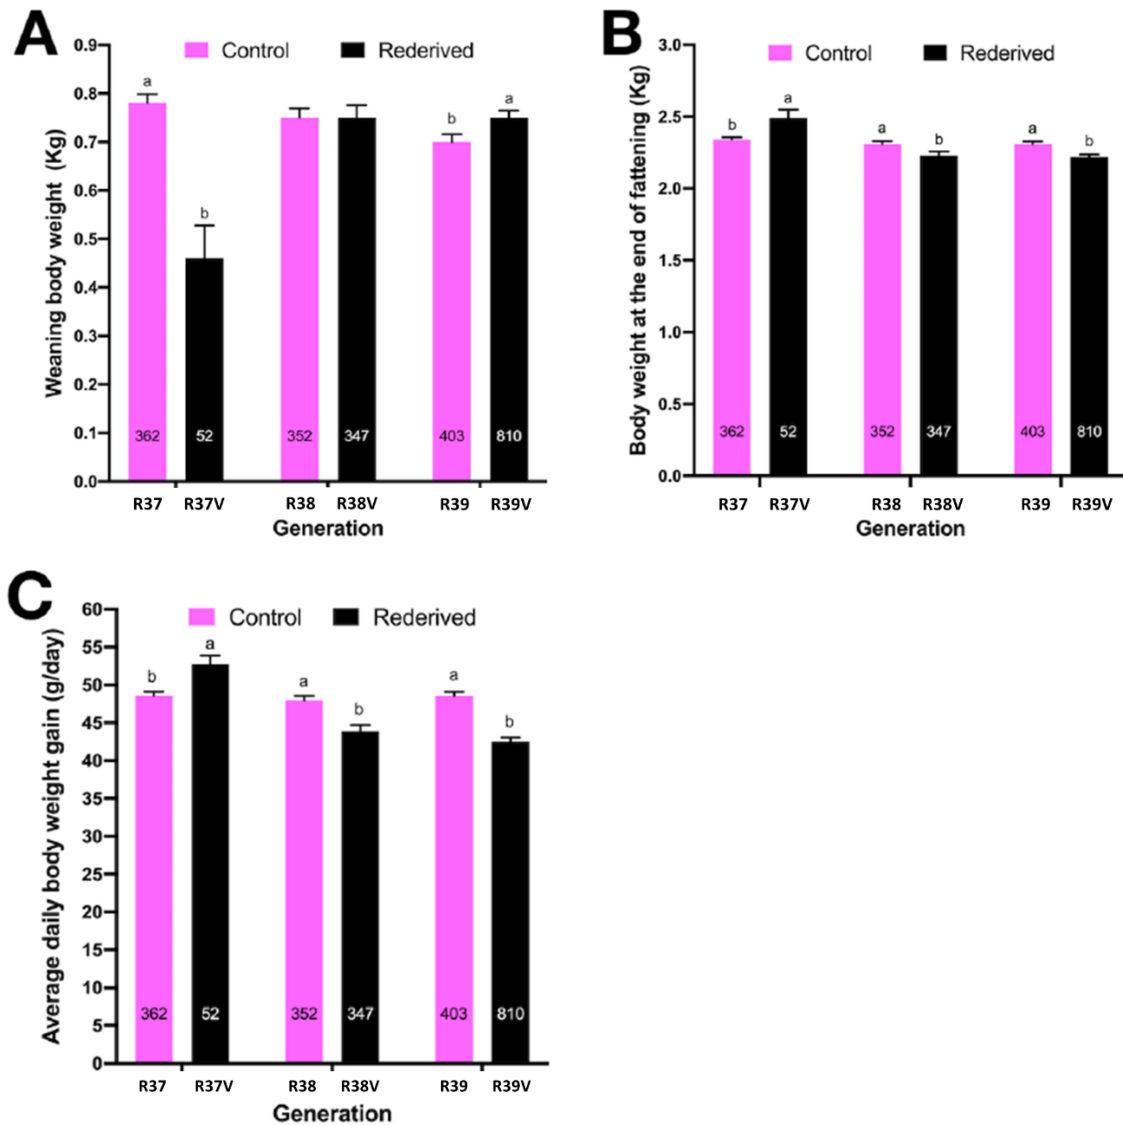 A
Control Rederived
Weaning body weight (Kg)
0.9
0.8
0.7
0.6
0.5
0.4
0.3
0.2
0.1
0.0
a
b
b
a
362 52 352 347 403 810
R37 R37V R38 R38V R39 R39V
Generation
B
Control Rederived
Body weight at the end of fattening (Kg)
3.0
2.5
2.0
1.5
1.0
0.5
0.0
b
a
a
b
a
b
362 52 352 347 403 810
R37 R37V R38 R38V R39 R39V
Generation
C
Control Rederived
Average daily body weight gain (g/day)
60
55
50
45
40
35
30
25
20
15
10
5
0
b
a
a
b
a
b
362 52 352 347 403 810
R37 R37V R38 R38V R39 R39V
Generation